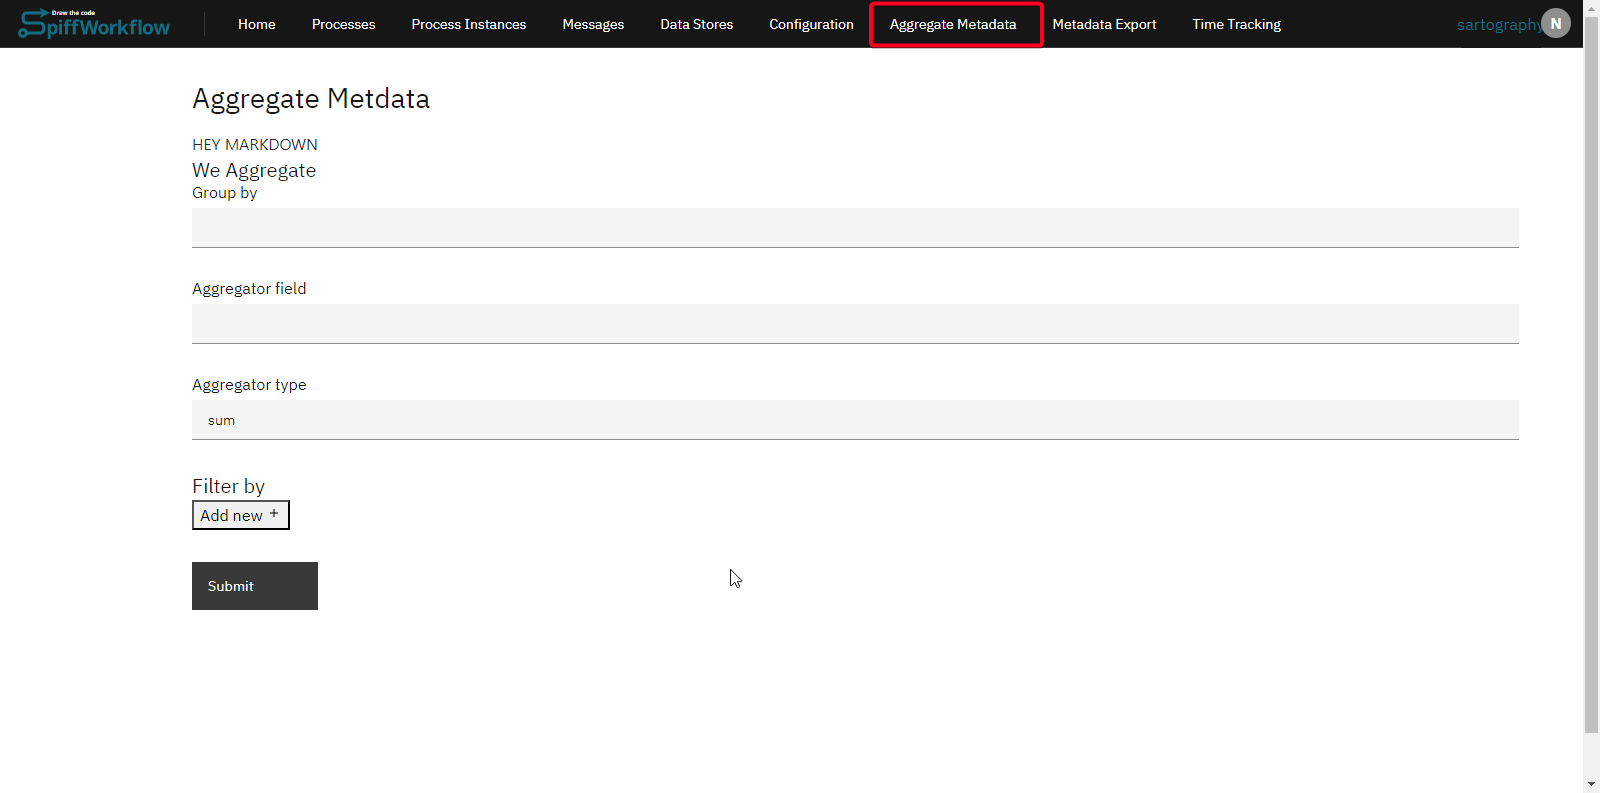 Draw the code
SpiffWorkflow
Home Processes Process Instances Messages Data Stores Configuration Aggregate Metadata Metadata Export Time Tracking sartography N
Aggregate Metdata
HEY MARKDOWN
We Aggregate
Group by
Aggregator field
Aggregator type
sum
Filter by
Add new +
Submit